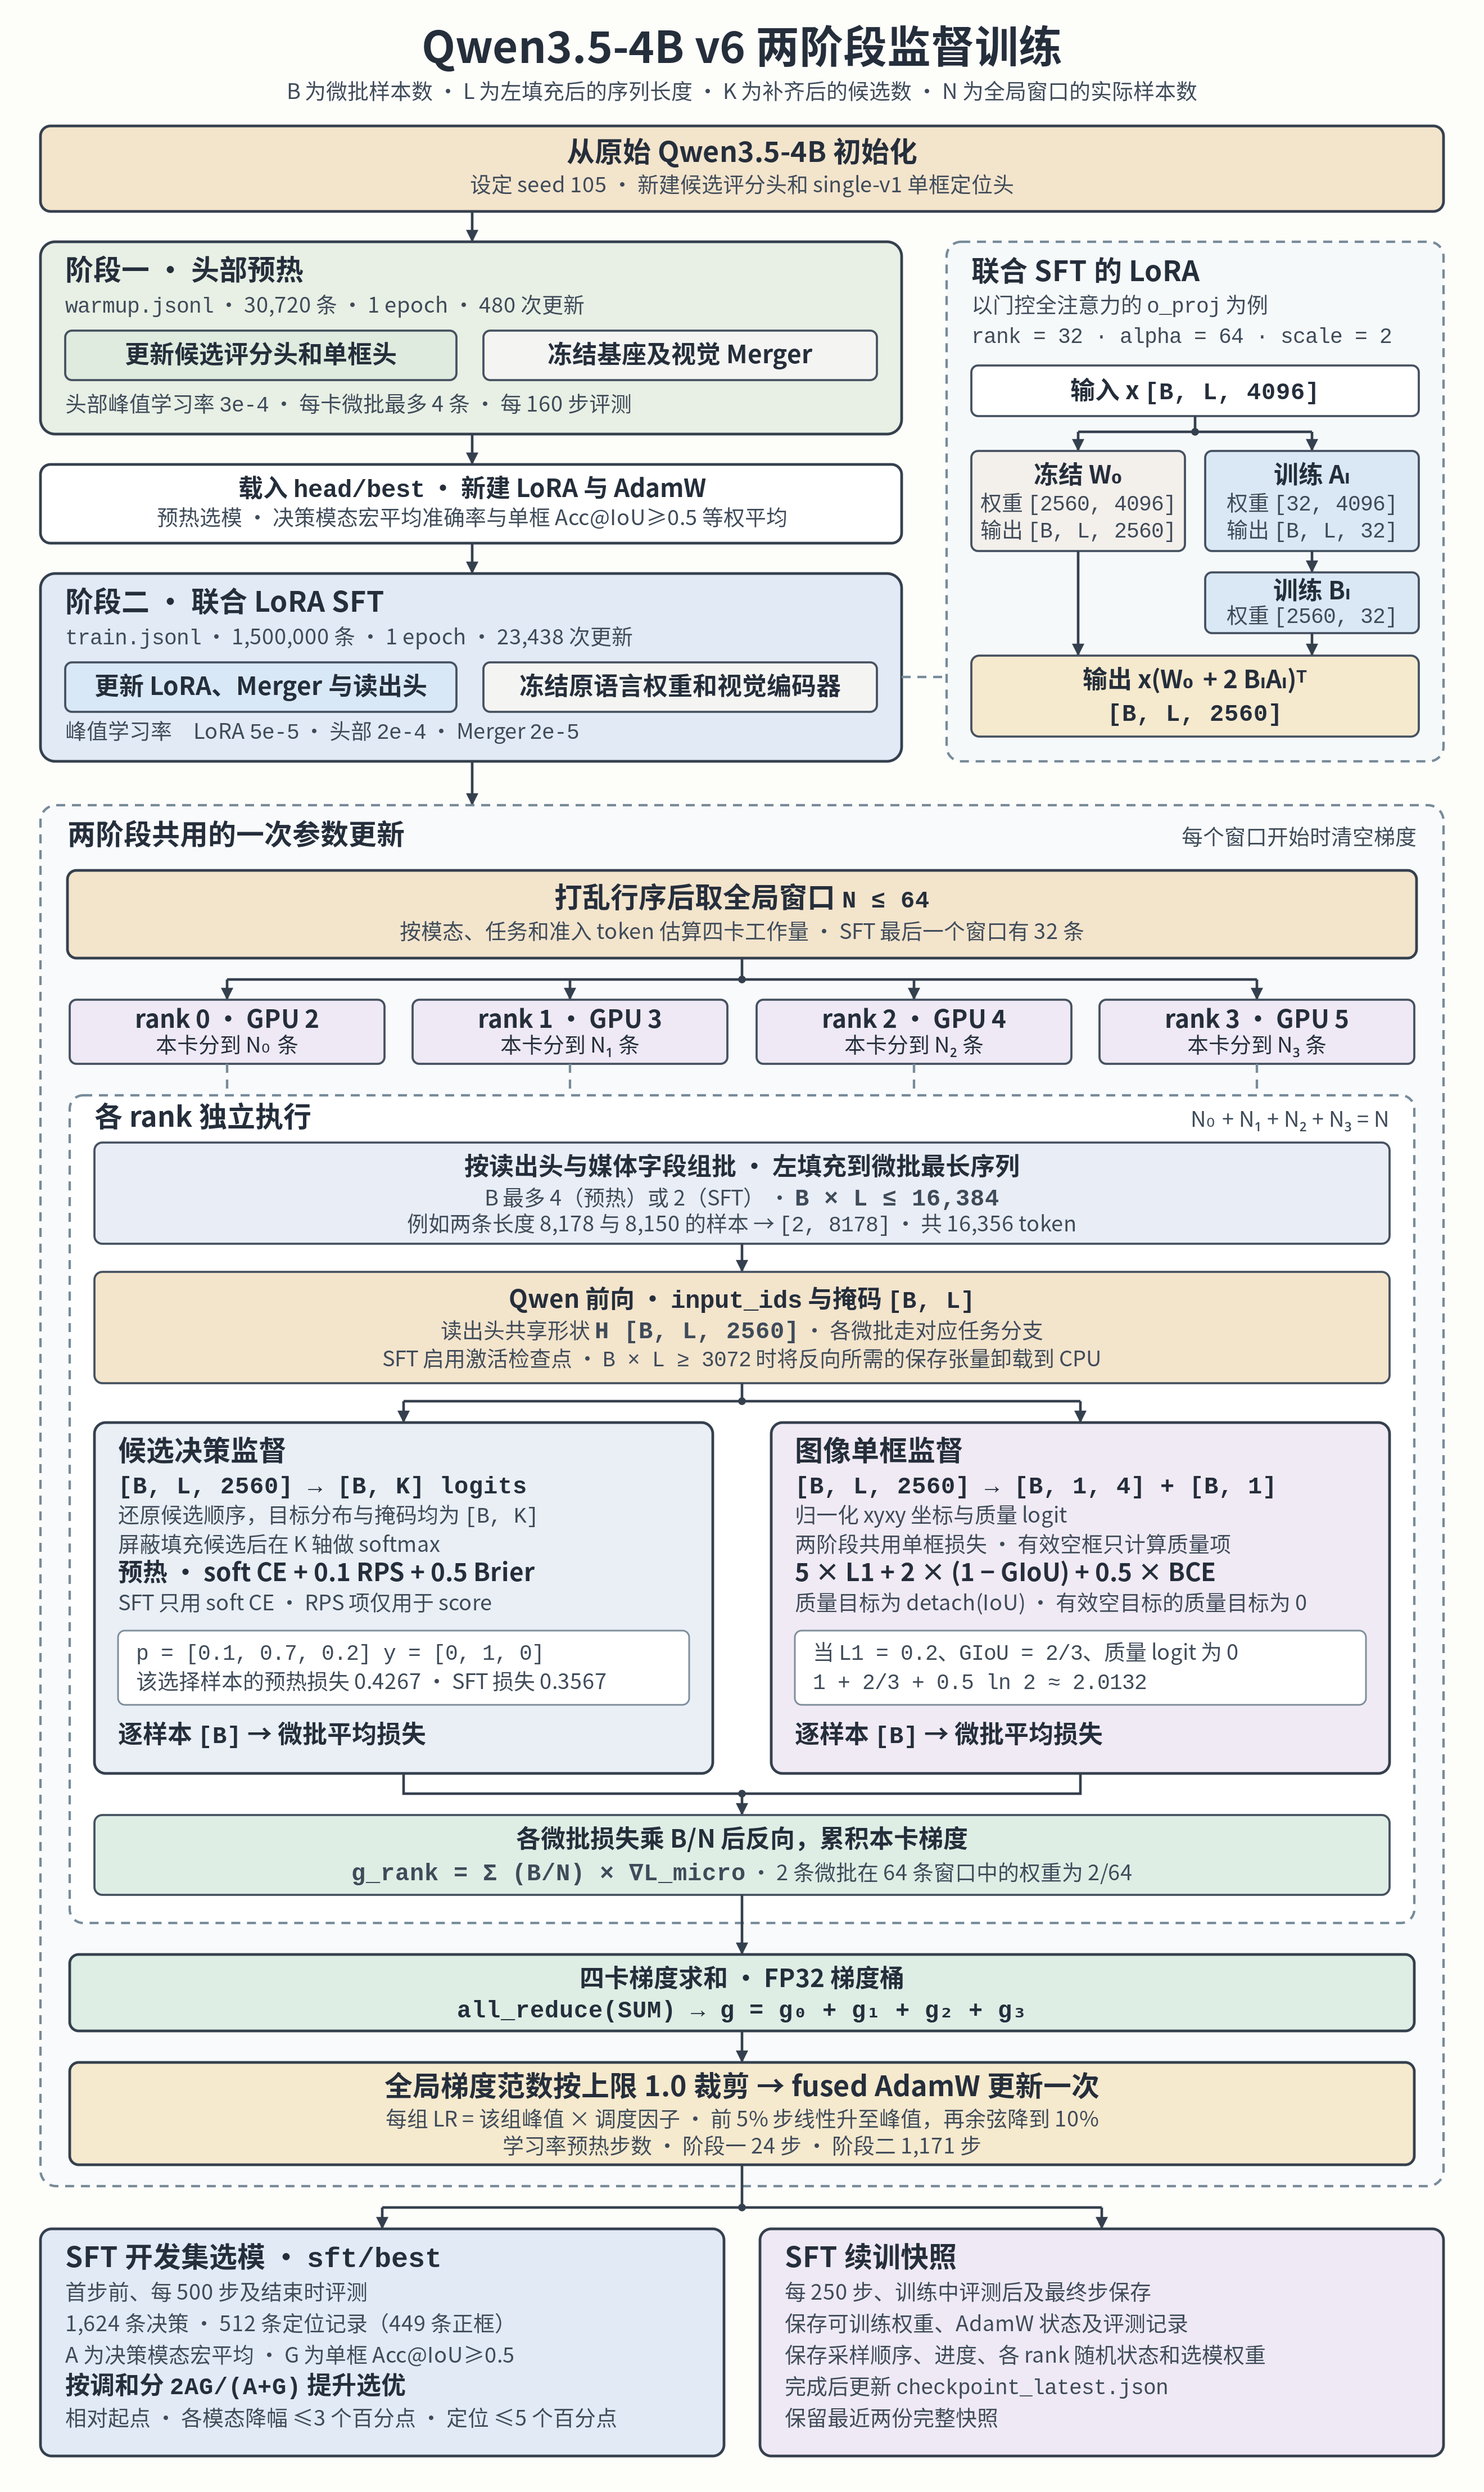 Qwen3.5-4B v6 两阶段监督训练
B 为微批样本数 • L 为左填充后的序列长度 • K 为补齐后的候选数 • N 为全局窗口的实际样本数
从原始 Qwen3.5-4B 初始化
设定 seed 105 • 新建候选评分头和 single-v1 单框定位头
阶段一 • 头部预热
warmup.jsonl • 30,720 条 • 1 epoch • 480 次更新
更新候选评分头和单框头
冻结基座及视觉 Merger
头部峰值学习率 3e-4 • 每卡微批最多 4 条 • 每 160 步评测
载入 head/best • 新建 LoRA 与 AdamW
预热选模 • 决策模态宏平均准确率与单框 Acc@IoU≥0.5 等权平均
阶段二 • 联合 LoRA SFT
train.jsonl • 1,500,000 条 • 1 epoch • 23,438 次更新
更新 LoRA、Merger 与读出头
冻结原语言权重和视觉编码器
峰值学习率 LoRA 5e-5 • 头部 2e-4 • Merger 2e-5
联合 SFT 的 LoRA
以门控全注意力的 o_proj 为例
rank = 32 · alpha = 64 · scale = 2
输入 x [B, L, 4096]
冻结 W₀
权重 [2560, 4096]
输出 [B, L, 2560]
训练 Aₗ
权重 [32, 4096]
输出 [B, L, 32]
训练 Bₗ
权重 [2560, 32]
输出 x(W₀ + 2 BₗAₗ)ᵀ
[B, L, 2560]
两阶段共用的一次参数更新
每个窗口开始时清空梯度
打乱行序后取全局窗口 N ≤ 64
按模态、任务和准入 token 估算四卡工作量 • SFT 最后一个窗口有 32 条
rank 0 • GPU 2
本卡分到 N₀ 条
rank 1 • GPU 3
本卡分到 N₁ 条
rank 2 • GPU 4
本卡分到 N₂ 条
rank 3 • GPU 5
本卡分到 N₃ 条
各 rank 独立执行
N₀ + N₁ + N₂ + N₃ = N
按读出头与媒体字段组批 • 左填充到微批最长序列
B 最多 4（预热）或 2（SFT） • B × L ≤ 16,384
例如两条长度 8,178 与 8,150 的样本 → [2, 8178] • 共 16,356 token
Qwen 前向 • input_ids 与掩码 [B, L]
读出头共享形状 H [B, L, 2560] • 各微批走对应任务分支
SFT 启用激活检查点 • B × L ≥ 3072 时将反向所需的保存张量卸载到 CPU
候选决策监督
[B, L, 2560] → [B, K] logits
还原候选顺序，目标分布与掩码均为 [B, K]
屏蔽填充候选后在 K 轴做 softmax
预热 • soft CE + 0.1 RPS + 0.5 Brier
SFT 只用 soft CE • RPS 项仅用于 score
p = [0.1, 0.7, 0.2] y = [0, 1, 0]
该选择样本的预热损失 0.4267 • SFT 损失 0.3567
逐样本 [B] → 微批平均损失
图像单框监督
[B, L, 2560] → [B, 1, 4] + [B, 1]
归一化 xyxy 坐标与质量 logit
两阶段共用单框损失 • 有效空框只计算质量项
5 × L1 + 2 × (1 − GIoU) + 0.5 × BCE
质量目标为 detach(IoU) • 有效空目标的质量目标为 0
当 L1 = 0.2、GIoU = 2/3、质量 logit 为 0
1 + 2/3 + 0.5 ln 2 ≈ 2.0132
逐样本 [B] → 微批平均损失
各微批损失乘 B/N 后反向，累积本卡梯度
g_rank = Σ (B/N) × ∇L_micro • 2 条微批在 64 条窗口中的权重为 2/64
四卡梯度求和 • FP32 梯度桶
all_reduce(SUM) → g = g₀ + g₁ + g₂ + g₃
全局梯度范数按上限 1.0 裁剪 → fused AdamW 更新一次
每组 LR = 该组峰值 × 调度因子 • 前 5% 步线性升至峰值，再余弦降到 10%
学习率预热步数 • 阶段一 24 步 • 阶段二 1,171 步
SFT 开发集选模 • sft/best
首步前、每 500 步及结束时评测
1,624 条决策 • 512 条定位记录（449 条正框）
A 为决策模态宏平均 • G 为单框 Acc@IoU≥0.5
按调和分 2AG/(A+G) 提升选优
相对起点 • 各模态降幅 ≤3 个百分点 • 定位 ≤5 个百分点
SFT 续训快照
每 250 步、训练中评测后及最终步保存
保存可训练权重、AdamW 状态及评测记录
保存采样顺序、进度、各 rank 随机状态和选模权重
完成后更新 checkpoint_latest.json
保留最近两份完整快照